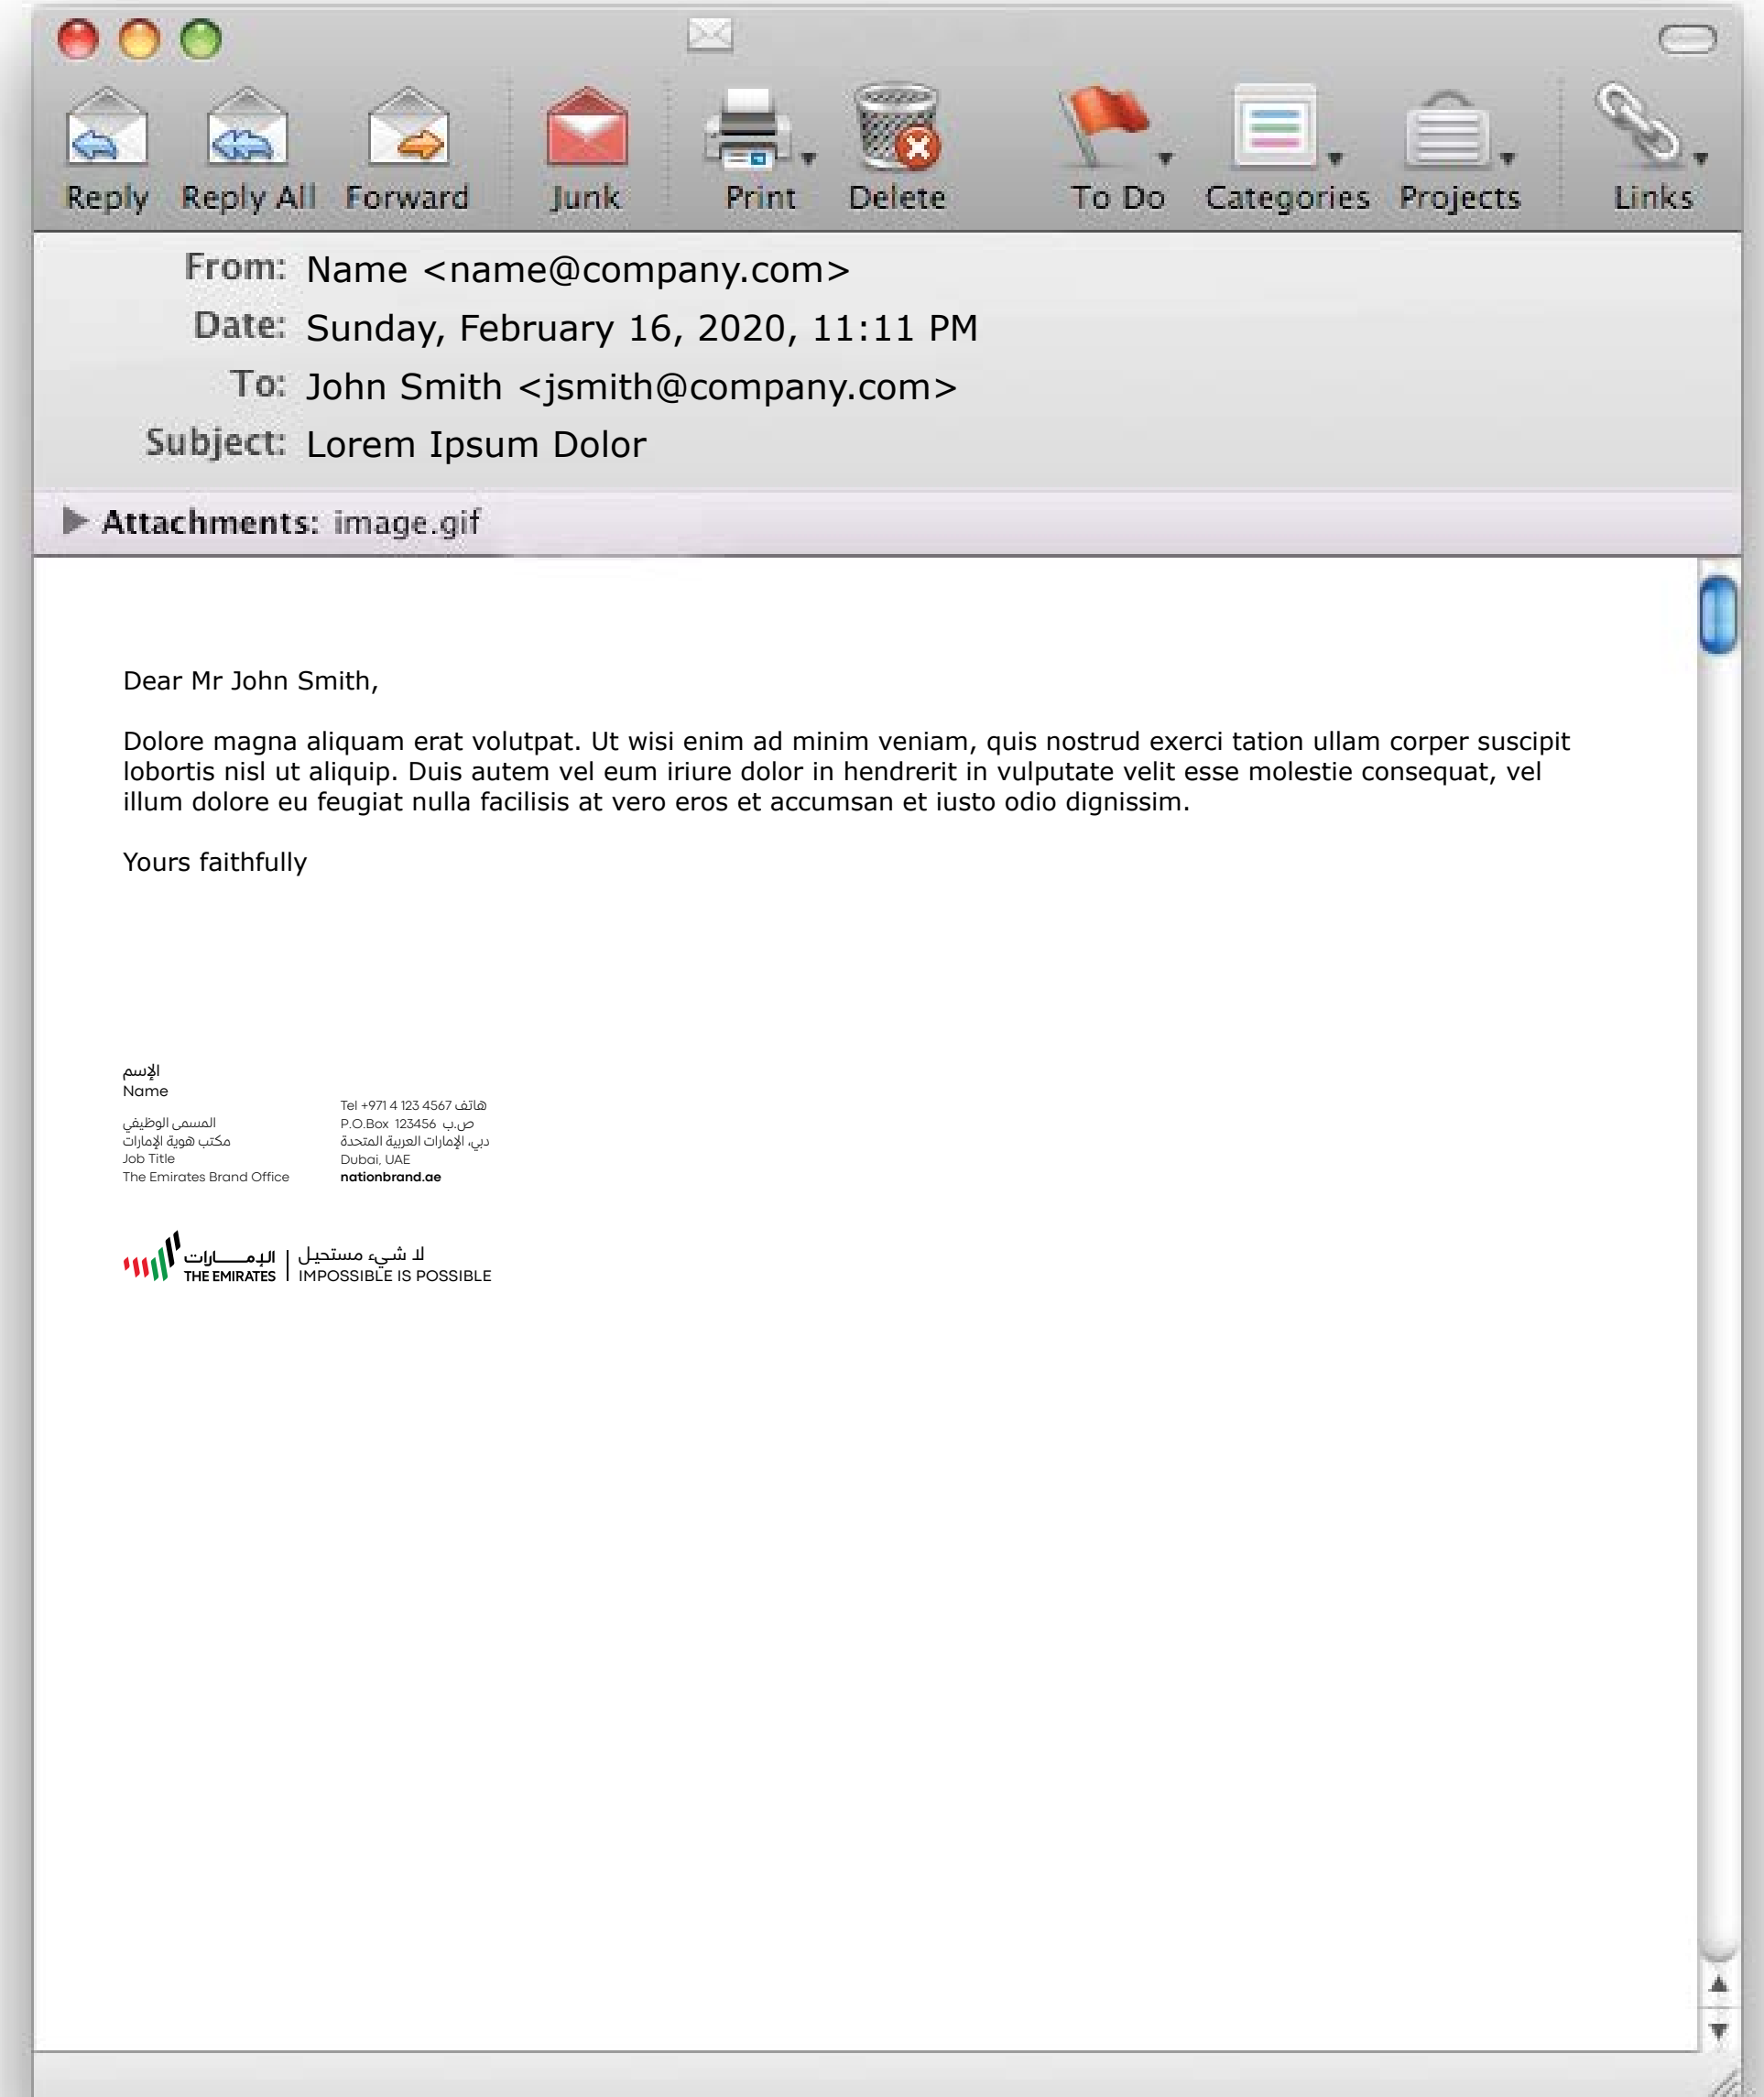 Reply Reply All Forward Junk Print Delete To Do Categories Projects Links
From: Name <name@company.com>
Date: Sunday, February 16, 2020, 11:11 PM
To: John Smith <jsmith@company.com>
Subject: Lorem Ipsum Dolor
Attachments: image.gif
Dear Mr John Smith,
Dolore magna aliquam erat volutpat. Ut wisi enim ad minim veniam, quis nostrud exerci tation ullam corper suscipit
lobortis nisl ut aliquip. Duis autem vel eum iriure dolor in hendrerit in vulputate velit esse molestie consequat, vel
illum dolore eu feugiat nulla facilisis at vero eros et accumsan et iusto odio dignissim.
Yours faithfully
الإسم
Name
المسمى الوظيفي
مكتب هوية الإمارات
Job Title
The Emirates Brand Office
Tel +971 4 123 4567 هاتف
P.O.Box 123456 ص.ب
دبي، الإمارات العربية المتحدة
Dubai, UAE
nationbrand.ae
الإمـــــارات
THE EMIRATES
لا شـيء مستحيـل
IMPOSSIBLE IS POSSIBLE